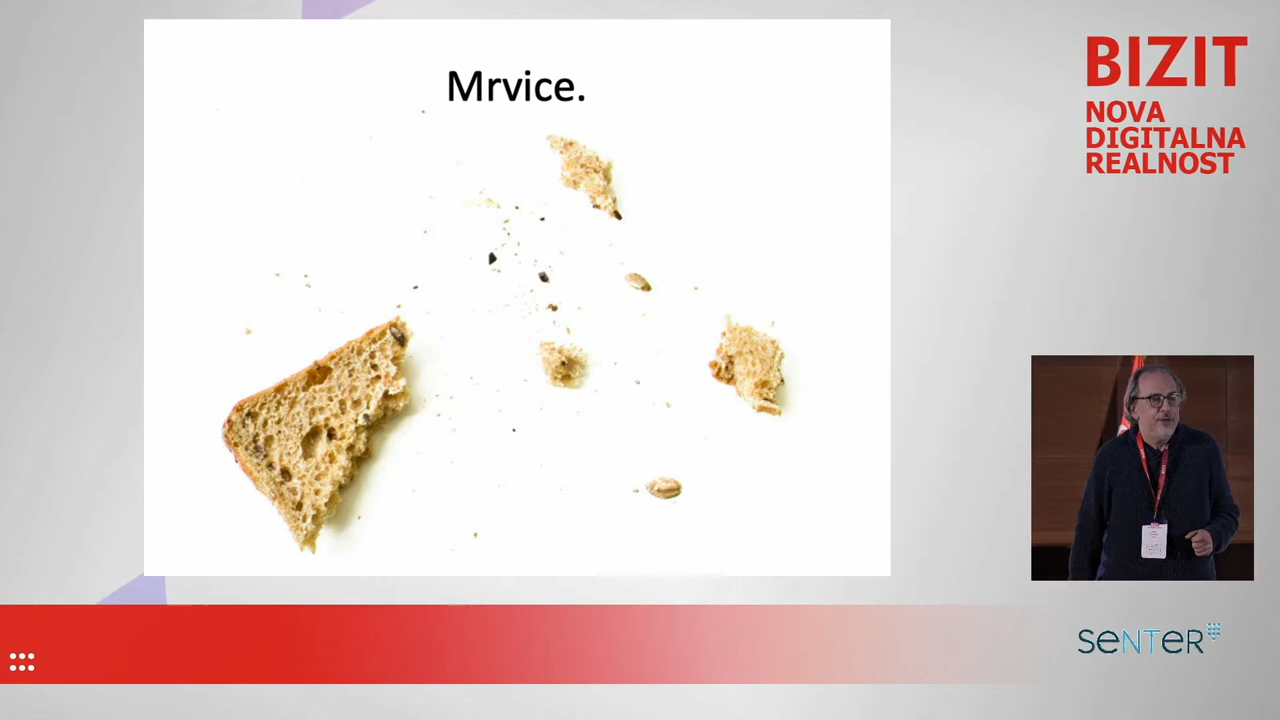 Mrvice.
BIZIT
NOVA
DIGITALNA
REALNOST
SENTER